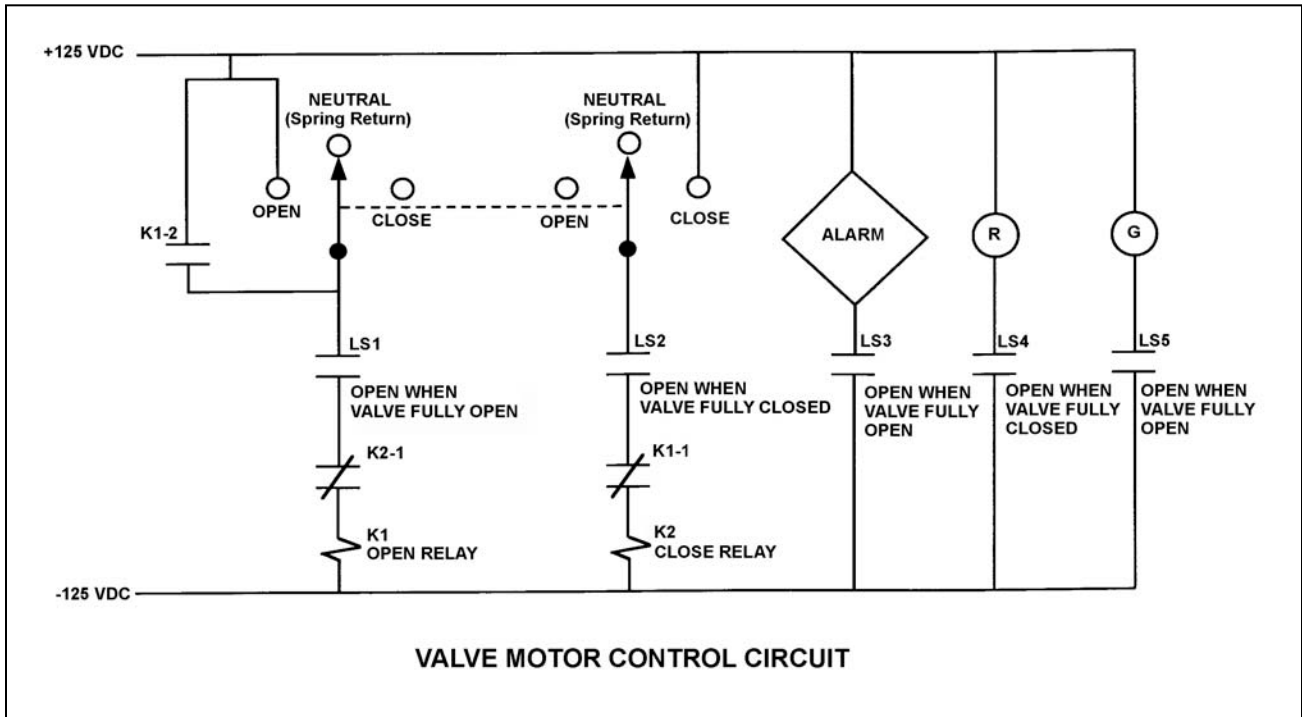 +125 VDC
NEUTRAL
(Spring Return)
NEUTRAL
(Spring Return)
OPEN
CLOSE
OPEN
CLOSE
K1-2
ALARM
R
G
LS1
OPEN WHEN
VALVE FULLY OPEN
LS2
OPEN WHEN
VALVE FULLY CLOSED
LS3
OPEN WHEN
VALVE FULLY
OPEN
LS4
OPEN WHEN
VALVE FULLY
CLOSED
LS5
OPEN WHEN
VALVE FULLY
OPEN
K2-1
K1-1
K1
OPEN RELAY
K2
CLOSE RELAY
-125 VDC
VALVE MOTOR CONTROL CIRCUIT